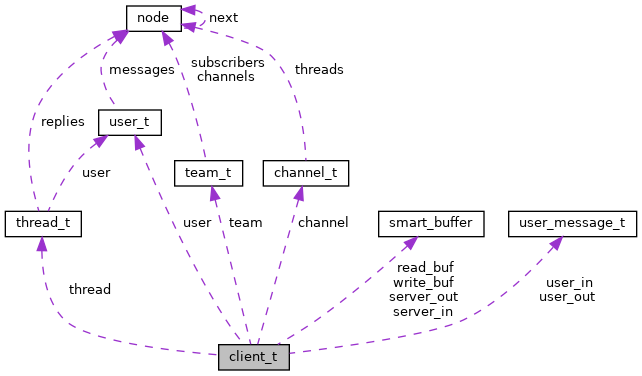 node
next
subscribers
channels
messages
threads
replies
user_t
user
team_t
channel_t
thread_t
user
team
channel
smart_buffer
user_message_t
read_buf
write_buf
server_out
server_in
user_in
user_out
thread
client_t